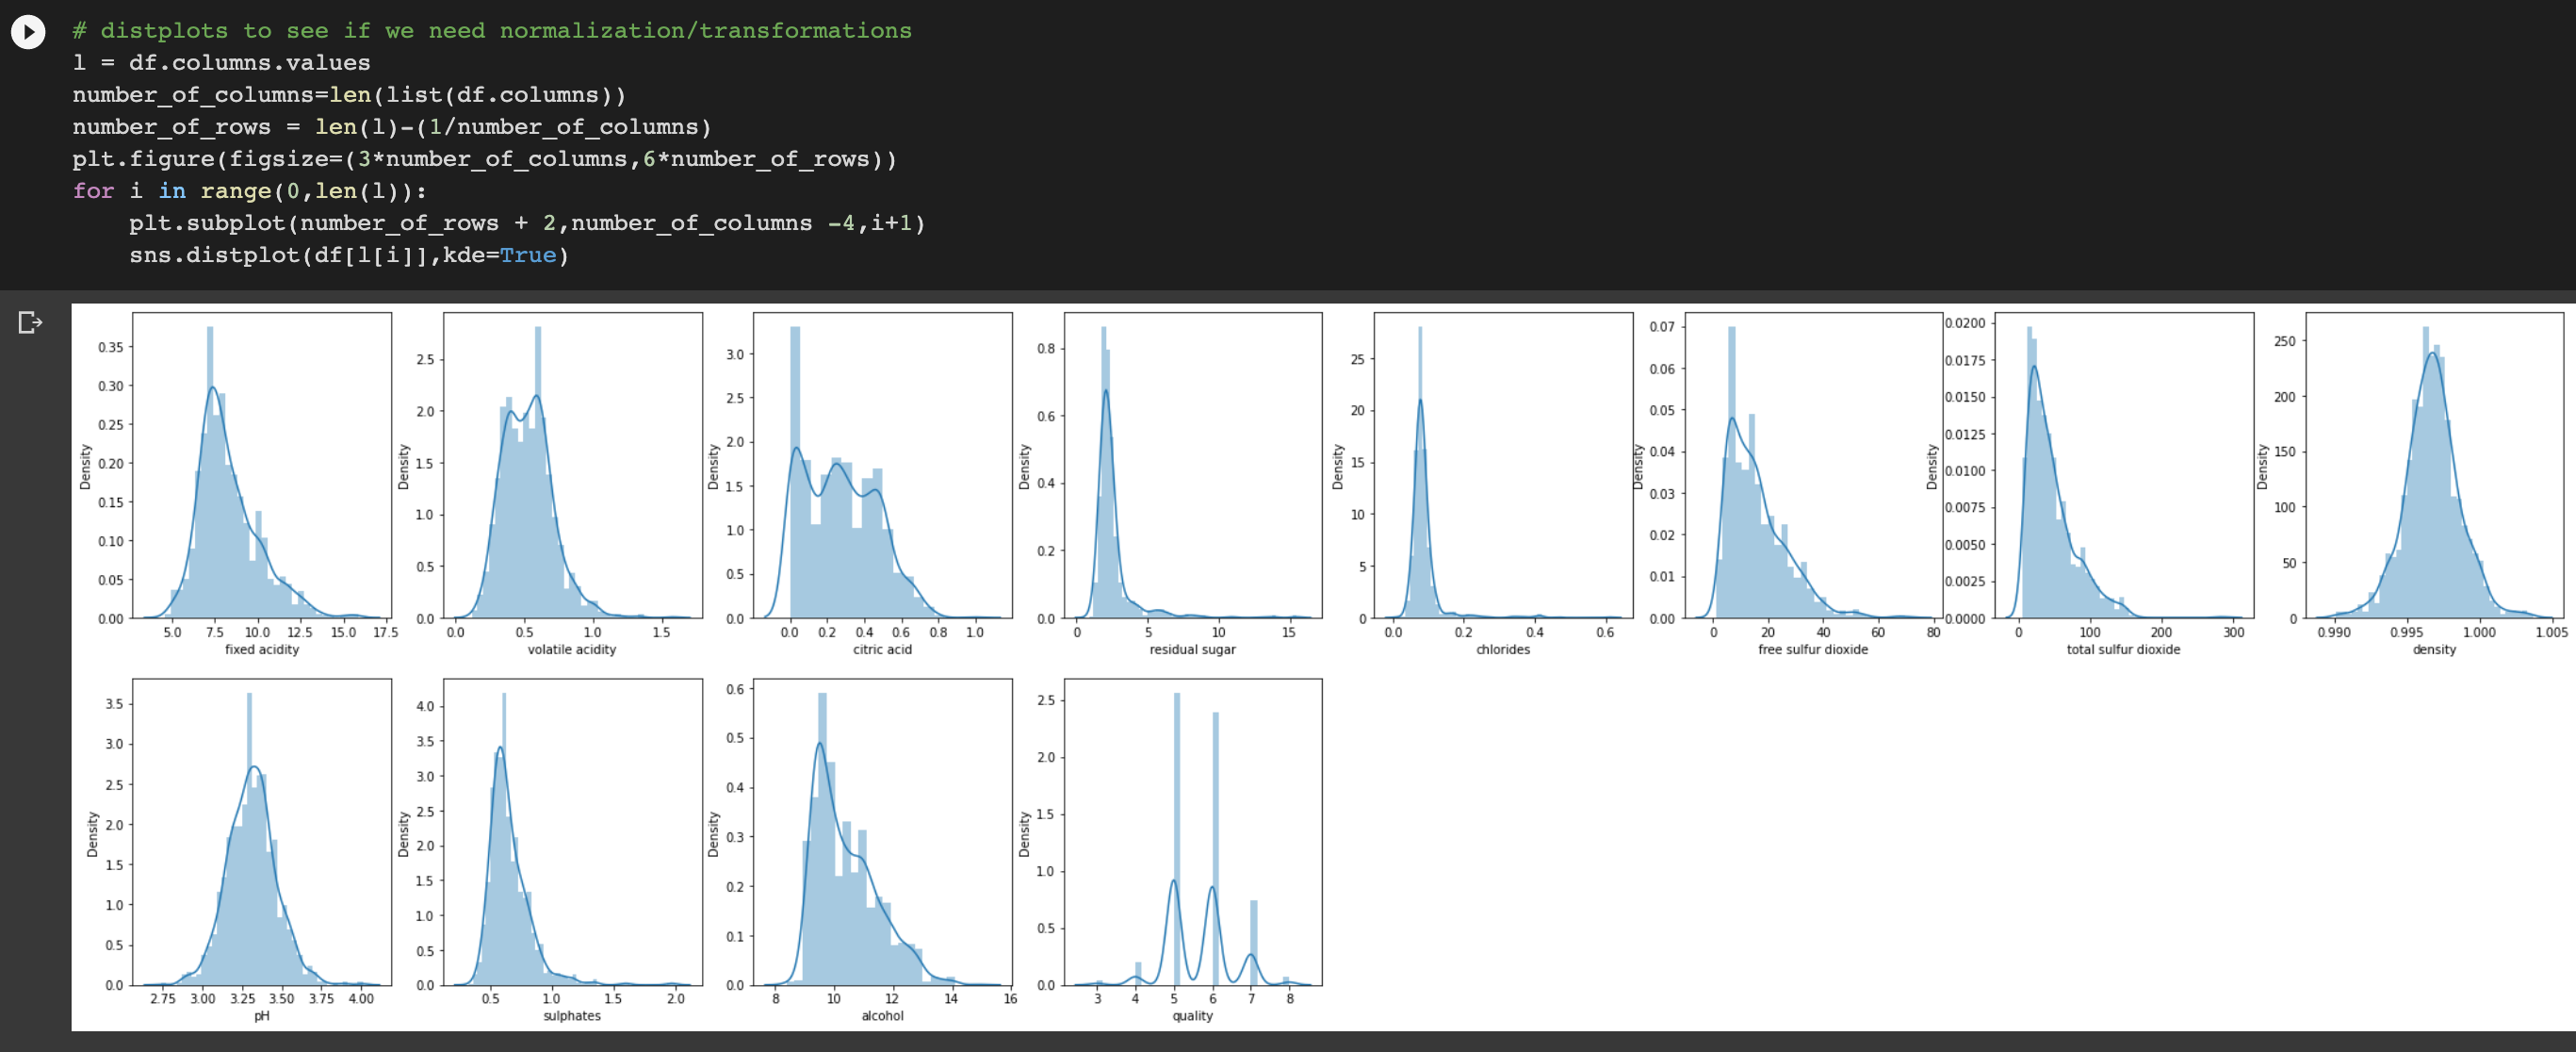 # distplots to see if we need normalization/transformations
l = df.columns.values
number_of_columns=len(list(df.columns))
number_of_rows = len(l)-(1/number_of_columns)
plt.figure(figsize=(3*number_of_columns,6*number_of_rows))
for i in range(0,len(l)):
    plt.subplot(number_of_rows + 2,number_of_columns -4,i+1)
    sns.distplot(df[l[i]],kde=True)
Density
0.35
0.30
0.25
0.20
0.15
0.10
0.05
0.00
5.0 7.5 10.0 12.5 15.0 17.5
fixed acidity
Density
2.5
2.0
1.5
1.0
0.5
0.0
0.0 0.5 1.0 1.5
volatile acidity
Density
3.0
2.5
2.0
1.5
1.0
0.5
0.0
0.0 0.2 0.4 0.6 0.8 1.0
citric acid
Density
0.8
0.6
0.4
0.2
0.0
0 5 10 15
residual sugar
Density
25
20
15
10
5
0
0.0 0.2 0.4 0.6
chlorides
Density
0.07
0.06
0.05
0.04
0.03
0.02
0.01
0.00
0 20 40 60 80
free sulfur dioxide
Density
0.0200
0.0175
0.0150
0.0125
0.0100
0.0075
0.0050
0.0025
0.0000
0 100 200 300
total sulfur dioxide
Density
250
200
150
100
50
0
0.990 0.995 1.000 1.005
density
Density
3.5
3.0
2.5
2.0
1.5
1.0
0.5
0.0
2.75 3.00 3.25 3.50 3.75 4.00
pH
Density
4.0
3.5
3.0
2.5
2.0
1.5
1.0
0.5
0.0
0.5 1.0 1.5 2.0
sulphates
Density
0.6
0.5
0.4
0.3
0.2
0.1
0.0
8 10 12 14 16
alcohol
Density
2.5
2.0
1.5
1.0
0.5
0.0
3 4 5 6 7 8
quality